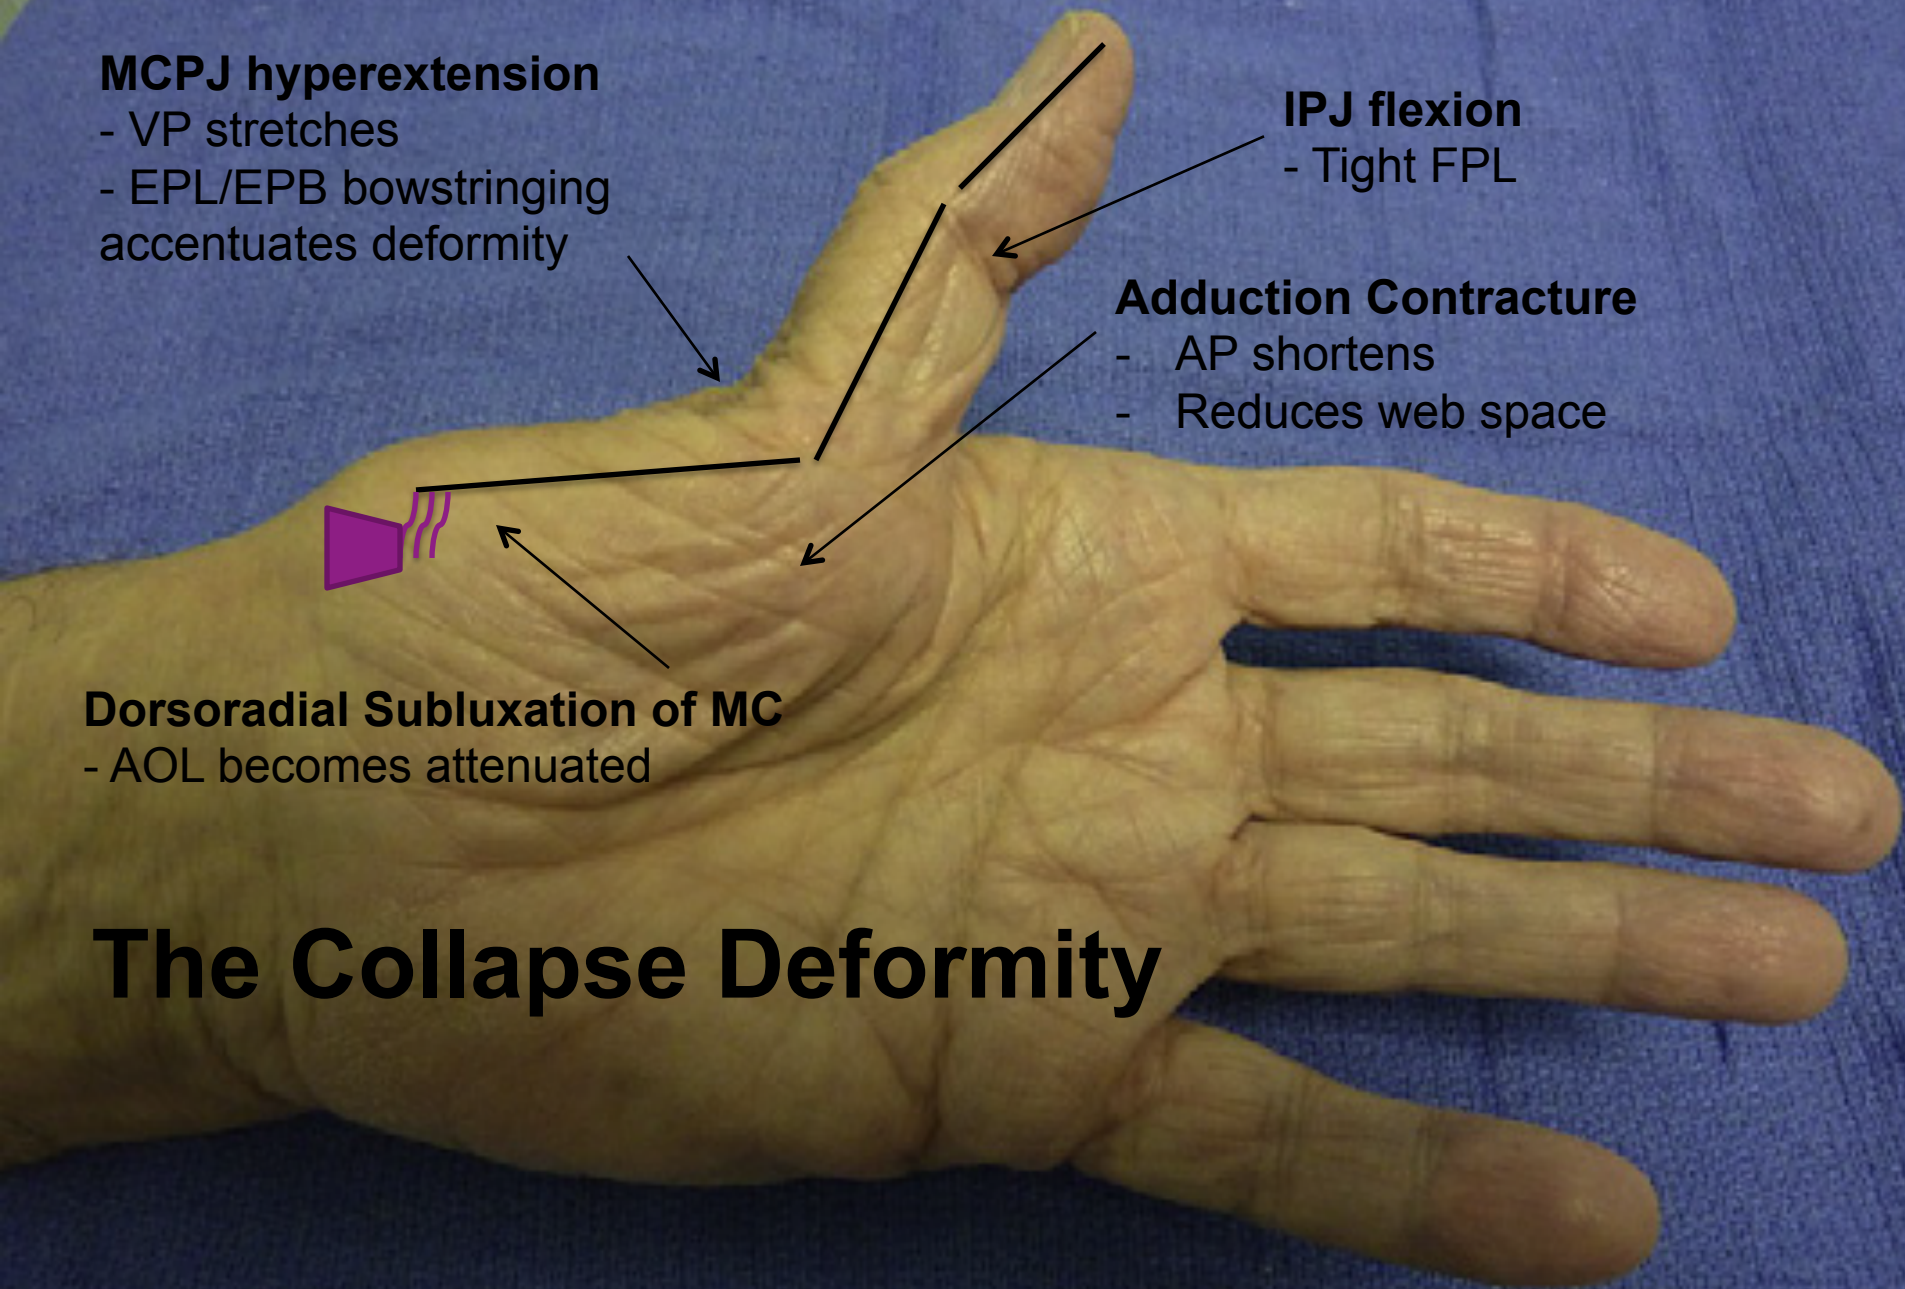 MCPJ hyperextension
- VP stretches
- EPL/EPB bowstringing
accentuates deformity
IPJ flexion
- Tight FPL
Adduction Contracture
- AP shortens
- Reduces web space
Dorsoradial Subluxation of MC
- AOL becomes attenuated
The Collapse Deformity